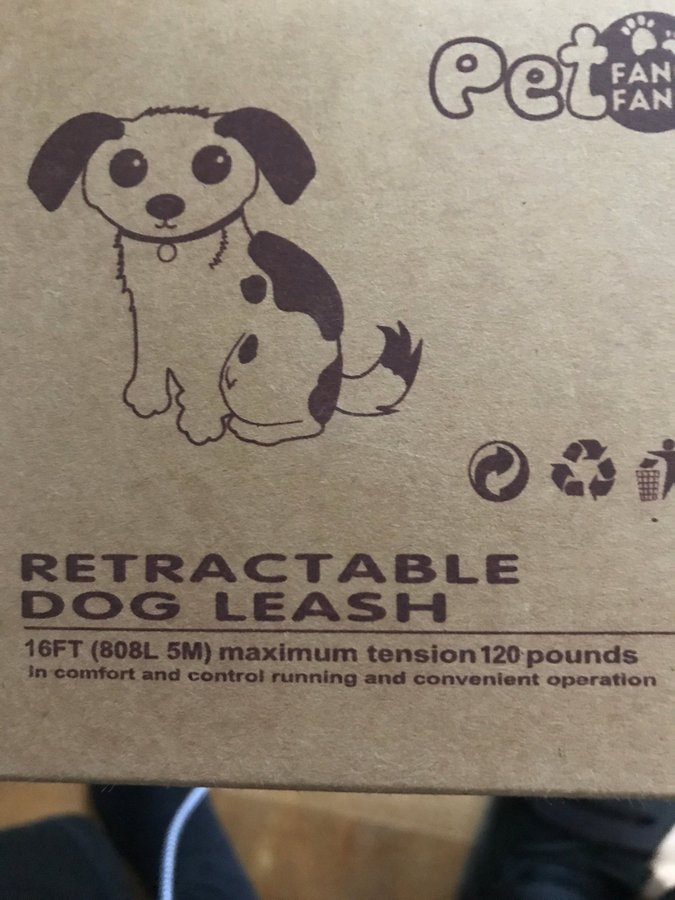 Pet
FAN
FAN
RETRACTABLE
DOG LEASH
16FT (808L 5M) maximum tension 120 pounds
In comfort and control running and convenient operation